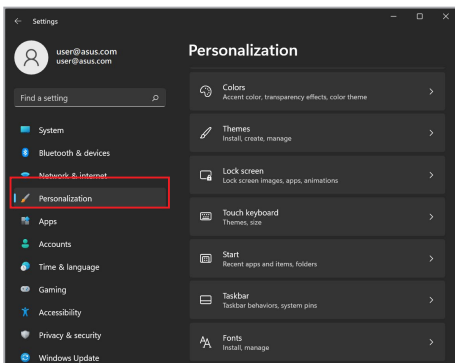 Settings
user@asus.com
user@asus.com
Find a setting
System
Bluetooth & devices
Network & internet
Personalization
Apps
Accounts
Time & language
Gaming
Accessibility
Privacy & security
Windows Update
Personalization
Colors
Accent color, transparency effects, color theme
Themes
Install, create, manage
Lock screen
Lock screen images, apps, animations
Touch keyboard
Themes, size
Start
Recent apps and items, folders
Taskbar
Taskbar behaviors, system pins
Fonts
Install, manage